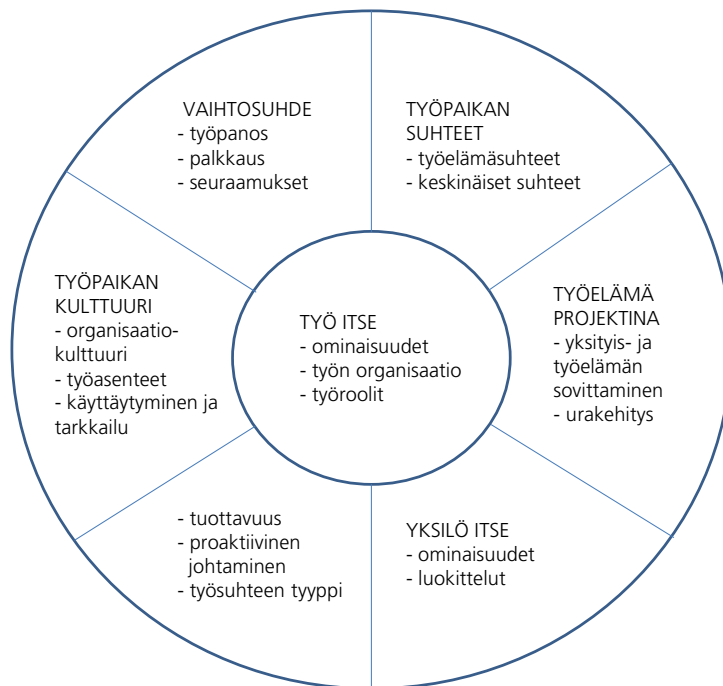 VAIHTOSUHDE
- työpanos
- palkkaus
- seuraamukset
TYÖPAIKAN
SUHTEET
- työelämäsuhteet
- keskinäiset suhteet
TYÖPAIKAN
KULTTUURI
- organisaatio-
kulttuuri
- työasenteet
- käyttäytyminen ja
tarkkailu
TYÖ ITSE
- ominaisuudet
- työn organisaatio
- työroolit
TYÖELÄMÄ
PROJEKTINA
- yksityis- ja
työelämän
sovittaminen
- urakehitys
- tuottavuus
- proaktiivinen
johtaminen
- työsuhteen tyyppi
YKSILÖ ITSE
- ominaisuudet
- luokittelut